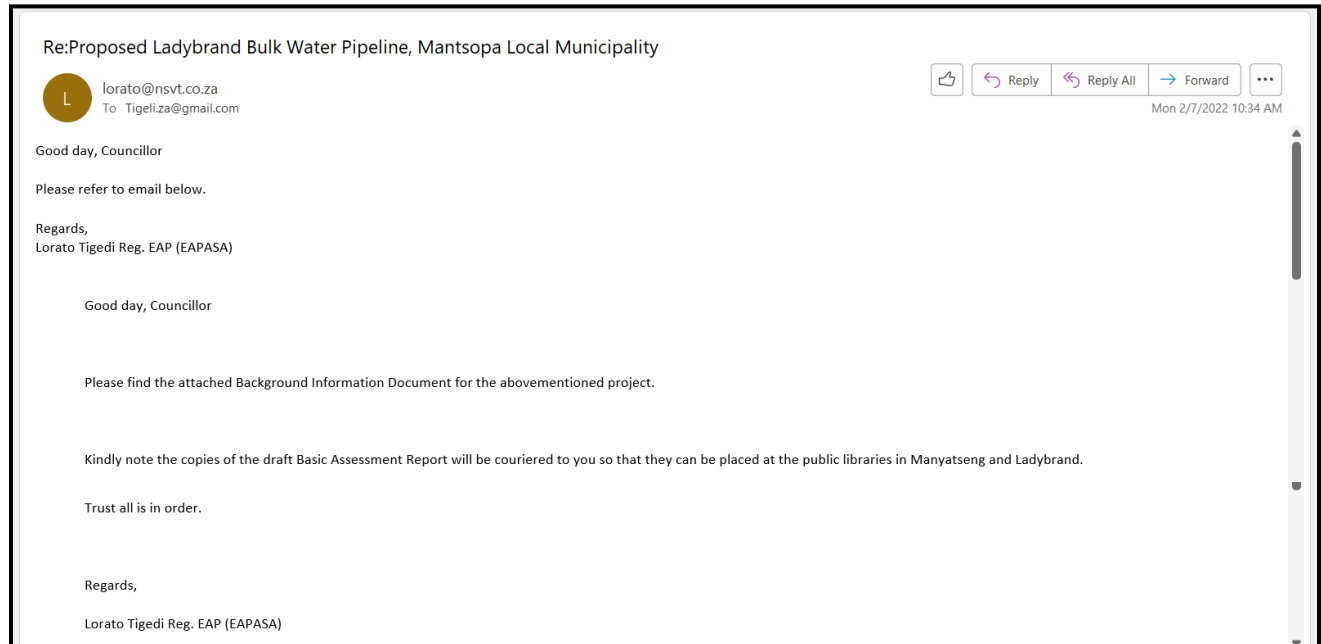 Re:Proposed Ladybrand Bulk Water Pipeline, Mantsopa Local Municipality
L
lorato@nsvt.co.za
To Tigeli.za@gmail.com
Reply
Reply All
Forward
Mon 2/7/2022 10:34 AM
Good day, Councillor
Please refer to email below.
Regards,
Lorato Tigedi Reg. EAP (EAPASA)
Good day, Councillor
Please find the attached Background Information Document for the abovementioned project.
Kindly note the copies of the draft Basic Assessment Report will be couriered to you so that they can be placed at the public libraries in Manyatseng and Ladybrand.
Trust all is in order.
Regards,
Lorato Tigedi Reg. EAP (EAPASA)